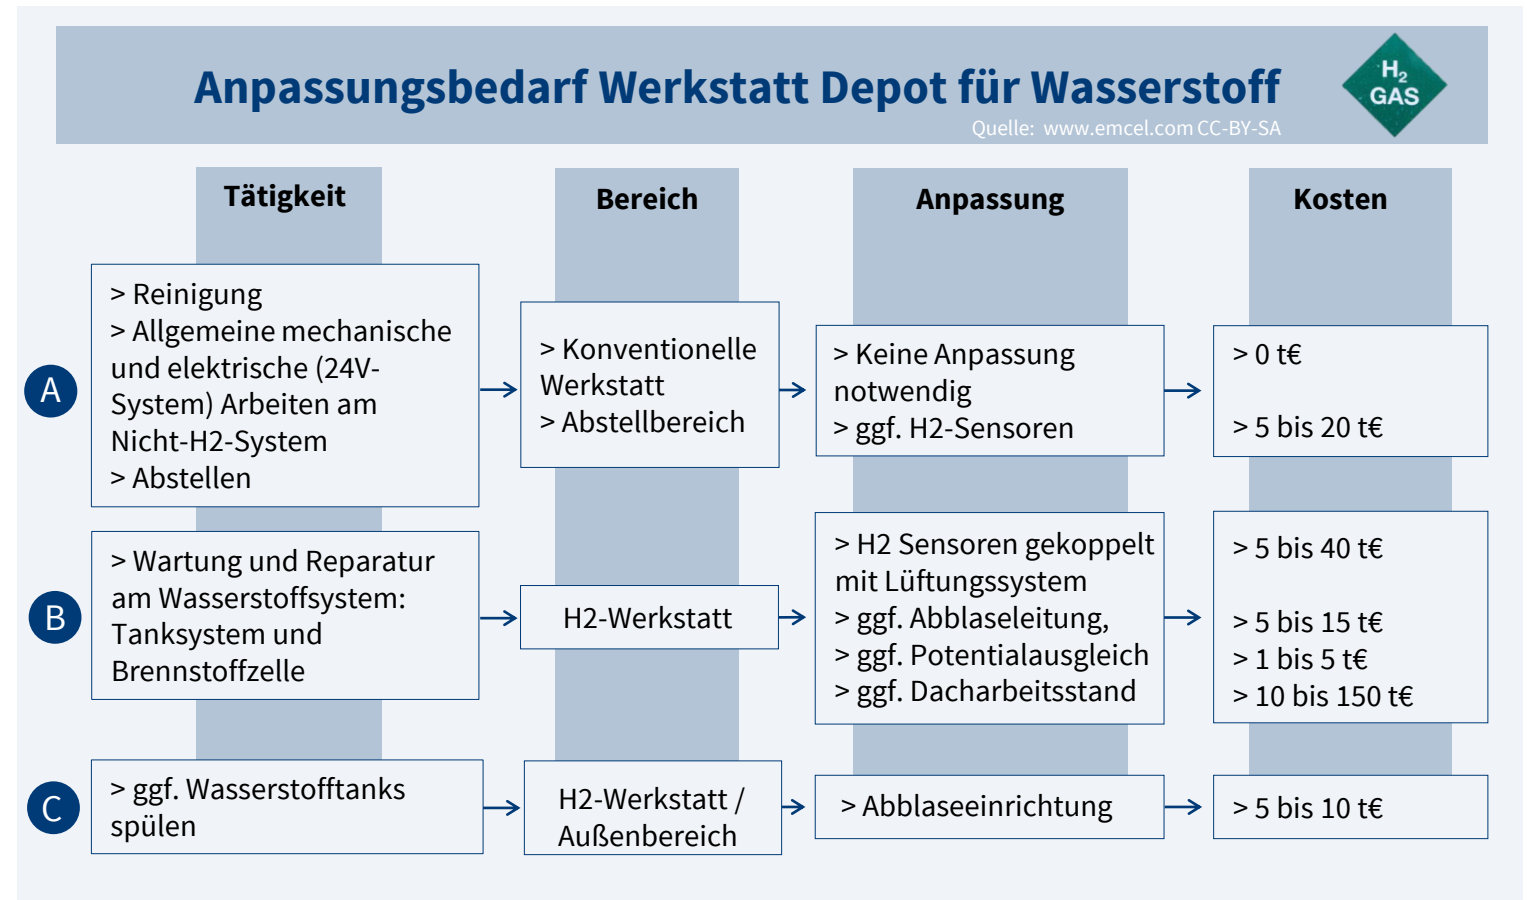 Anpassungsbedarf Werkstatt Depot für Wasserstoff
Quelle: www.emcel.com CC-BY-SA
H2
GAS
Tätigkeit
Bereich
Anpassung
Kosten
A
> Reinigung
> Allgemeine mechanische
und elektrische (24V-
System) Arbeiten am
Nicht-H2-System
> Abstellen
> Konventionelle
Werkstatt
> Abstellbereich
> Keine Anpassung
notwendig
> ggf. H2-Sensoren
> 0 t€
> 5 bis 20 t€
B
> Wartung und Reparatur
am Wasserstoffsystem:
Tanksystem und
Brennstoffzelle
H2-Werkstatt
> H2 Sensoren gekoppelt
mit Lüftungssystem
> ggf. Abblaseleitung,
> ggf. Potentialausgleich
> ggf. Dacharbeitsstand
> 5 bis 40 t€
> 5 bis 15 t€
> 1 bis 5 t€
> 10 bis 150 t€
C
> ggf. Wasserstofftanks
spülen
H2-Werkstatt /
Außenbereich
> Abblaseeinrichtung
> 5 bis 10 t€